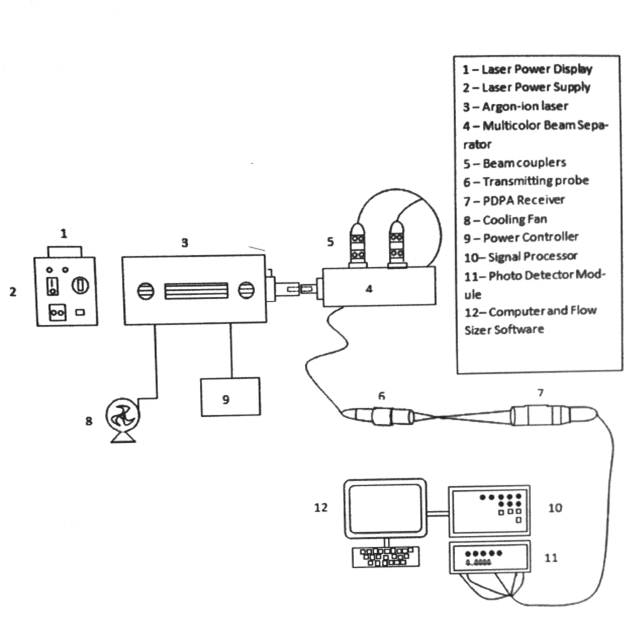 1 – Laser Power Display
2 – Laser Power Supply
3 – Argon-ion laser
4 – Multicolor Beam Sepa-
rator
5 – Beam couplers
6 – Transmitting probe
7 – PDPA Receiver
8 – Cooling Fan
9 – Power Controller
10 – Signal Processor
11 – Photo Detector Mod-
ule
12 – Computer and Flow
Sizer Software
1
2
3
5
4
8
9
6
7
12
10
11